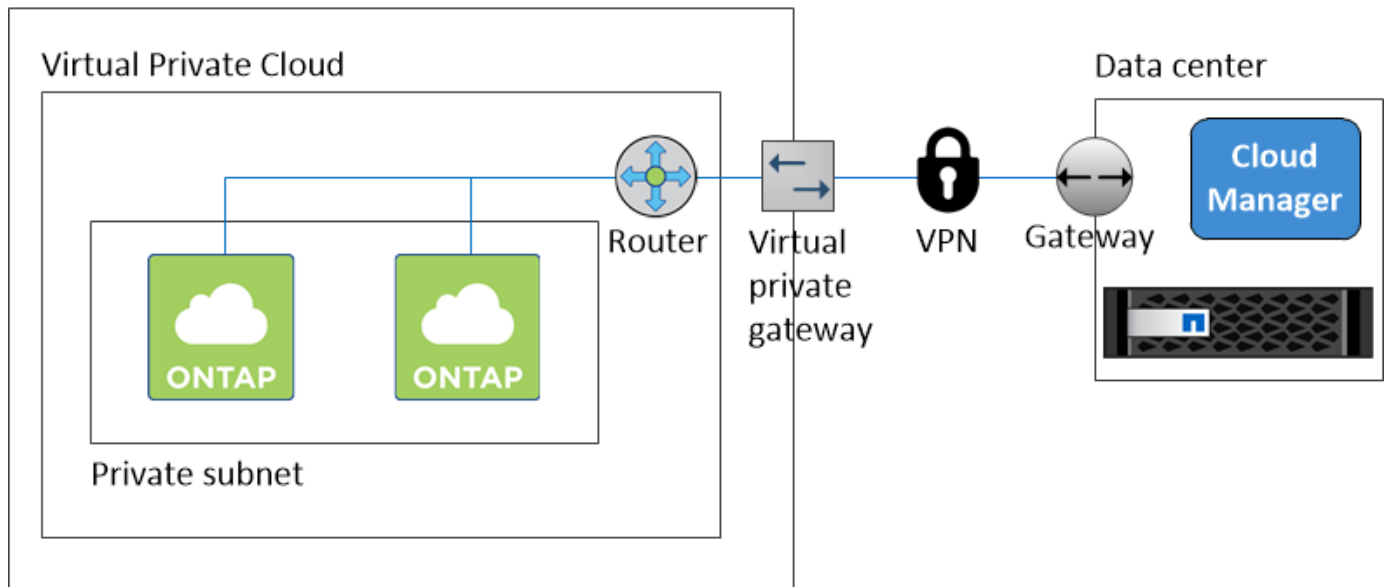 Virtual Private Cloud
Data center
Cloud
Manager
Router
Virtual
private
gateway
VPN
Gateway
ONTAP
ONTAP
Private subnet